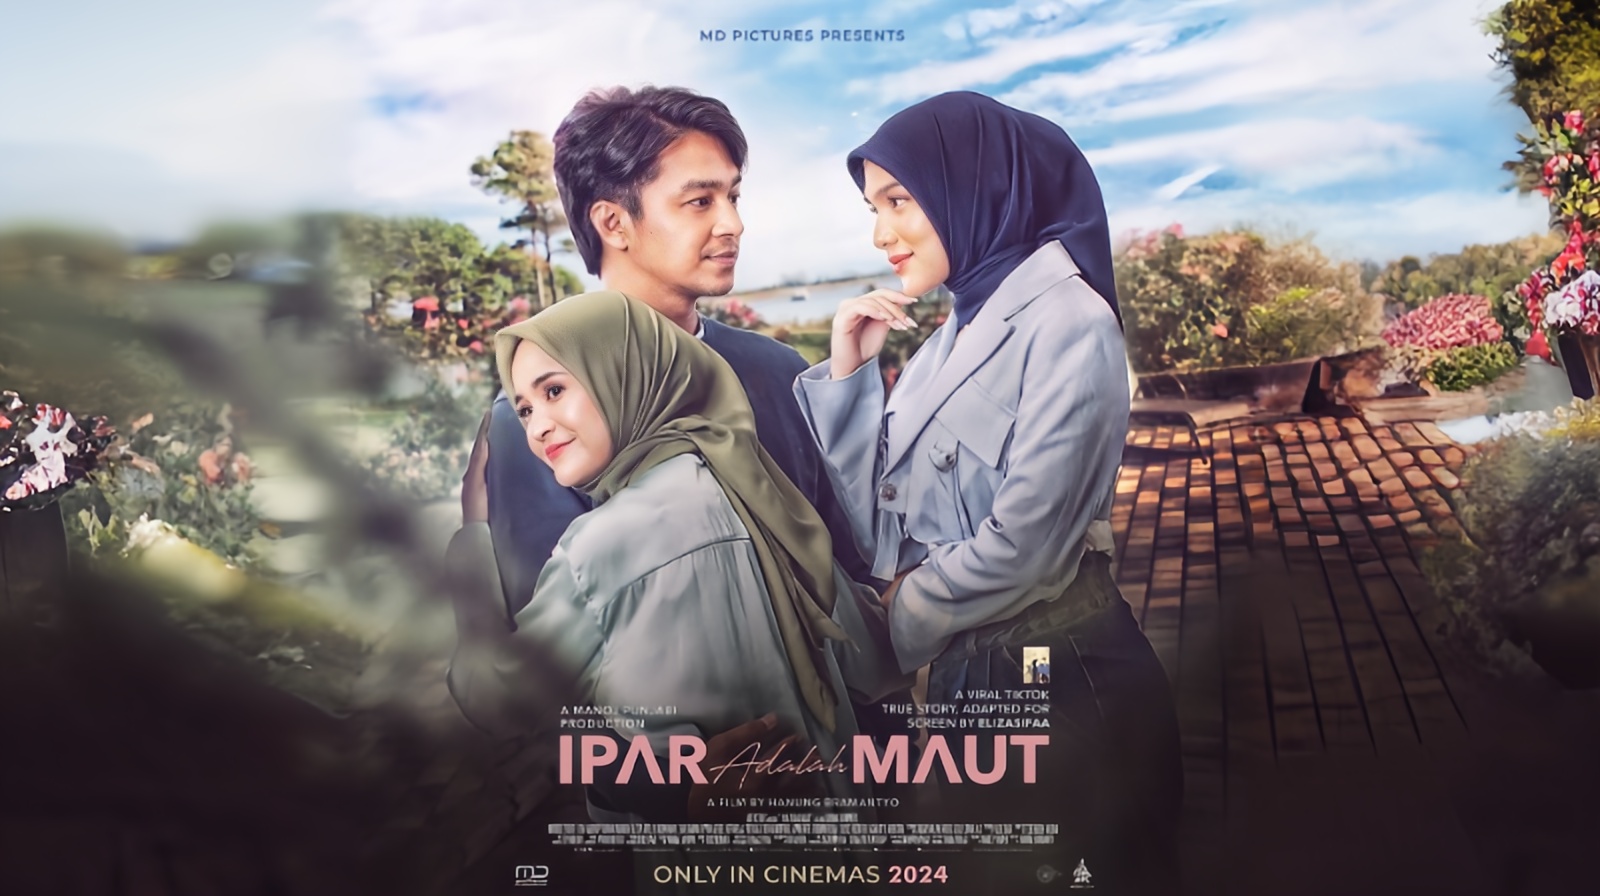 MD PICTURES PRESENTS
A MANOJ PUNJABI
PRODUCTION
A VIRAL TIKTOK
TRUE STORY, ADAPTED FOR
SCREEN BY ELIZASIFAA
IPAR Adalah MAUT
A FILM BY HANUNG BRAMANTYO
MD
ONLY IN CINEMAS 2024